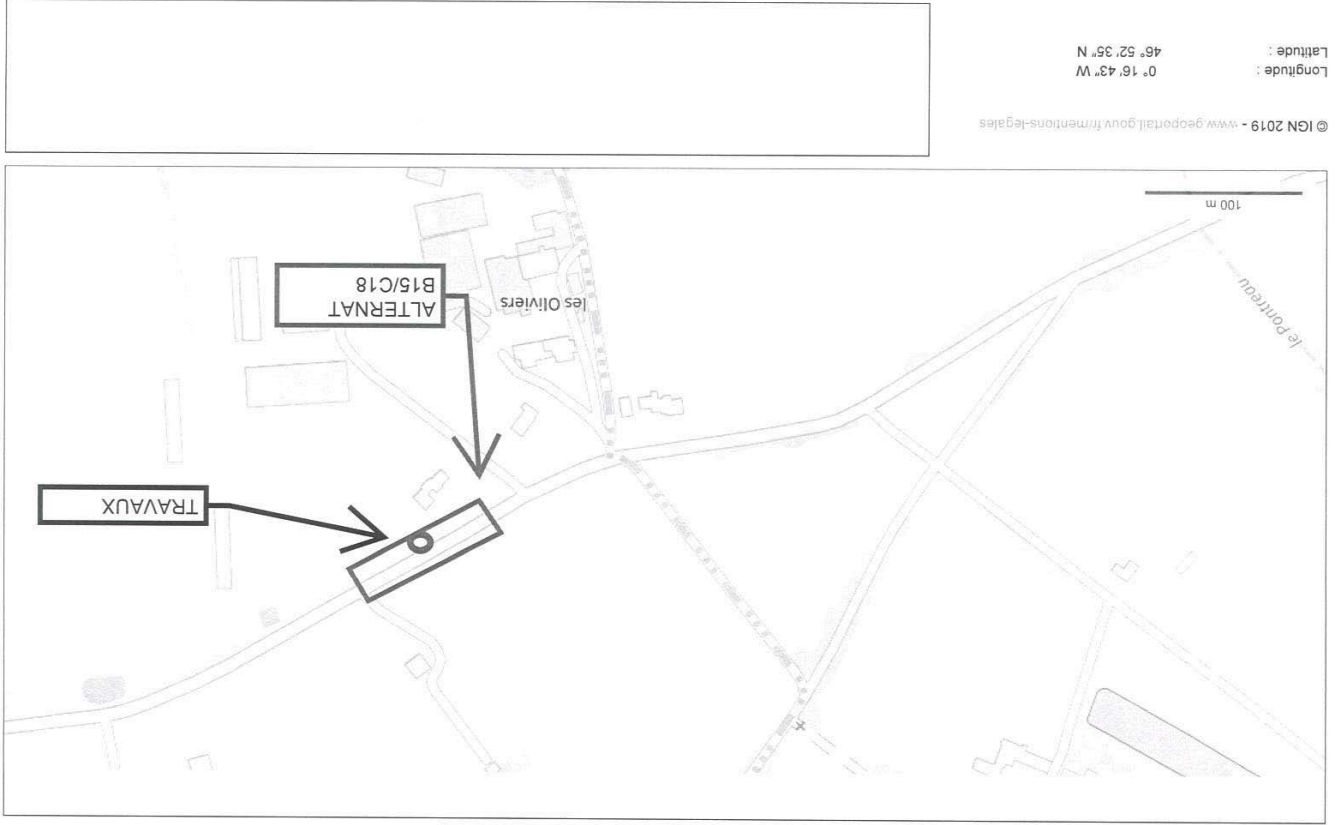 TRAVAUX
ALTERNAT
B15/C18
les Oliviers
le Pontreau
100 m
© IGN 2019 - www.geoportail.gouv.fr/mentions-legales
Longitude : 0° 16' 43" W
Latitude : 46° 52' 35" N